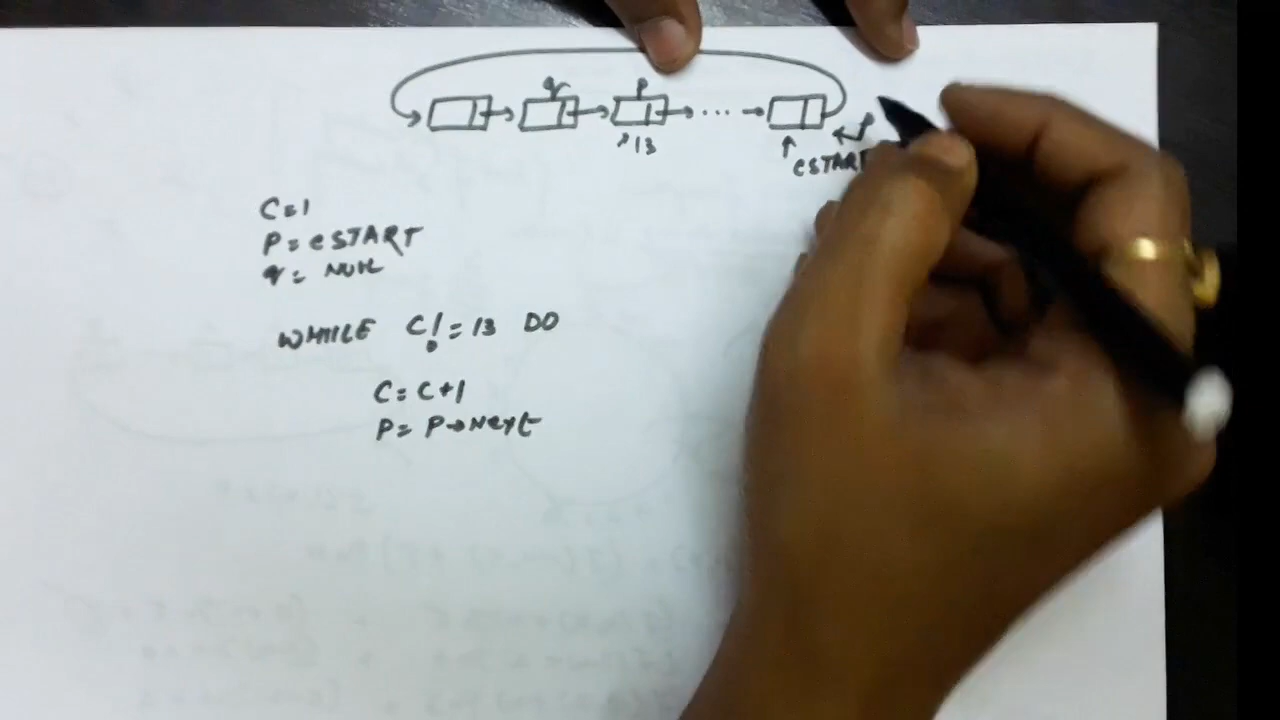 q p
...
13
P
CSTART
C=1
P = CSTART
q = NULL
WHILE C! = 13 DO
C = C+1
P = P→Next